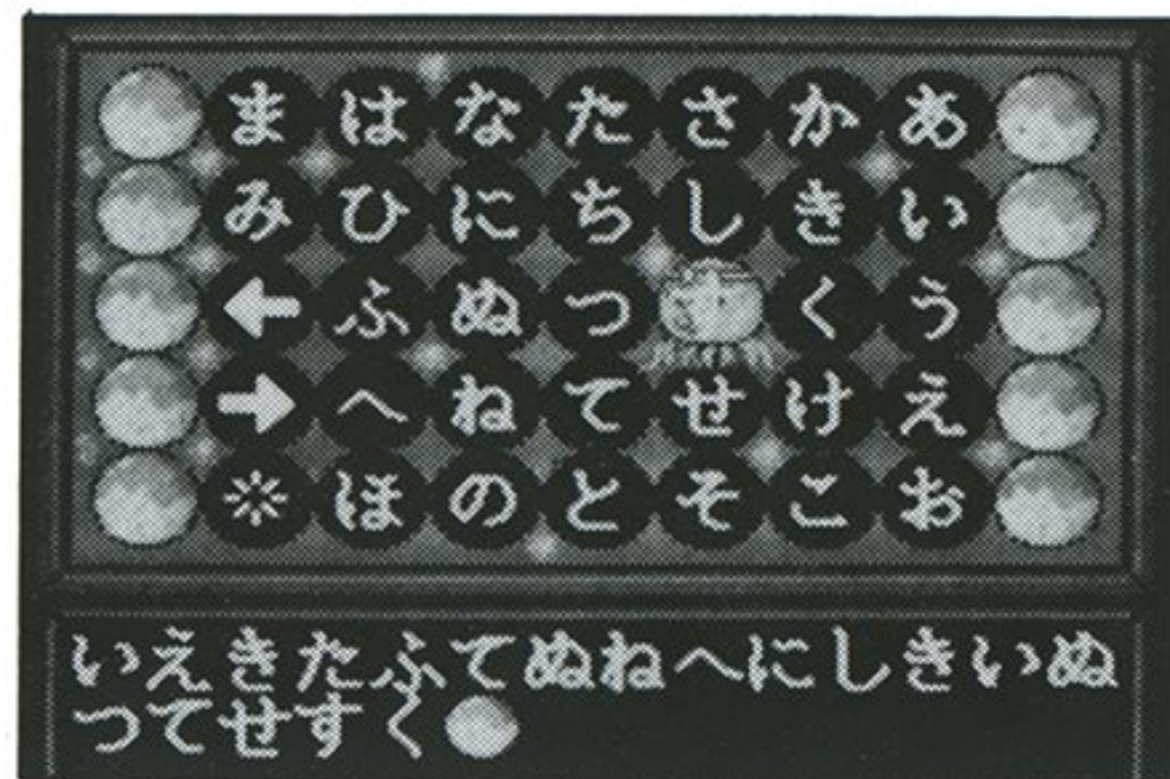 あいうえお
かきくけこ
さしすせそ
たちつてと
なにぬねの
はひふへほ
まみ←→※
いえきたふてぬねへにしきいぬ
つてせすく